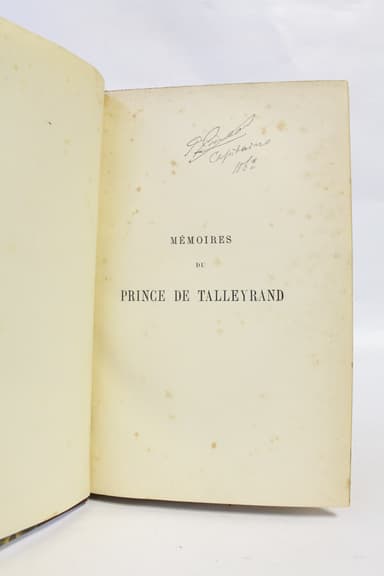 Capitaine
MÉMOIRES
DU
PRINCE DE TALLEYRAND